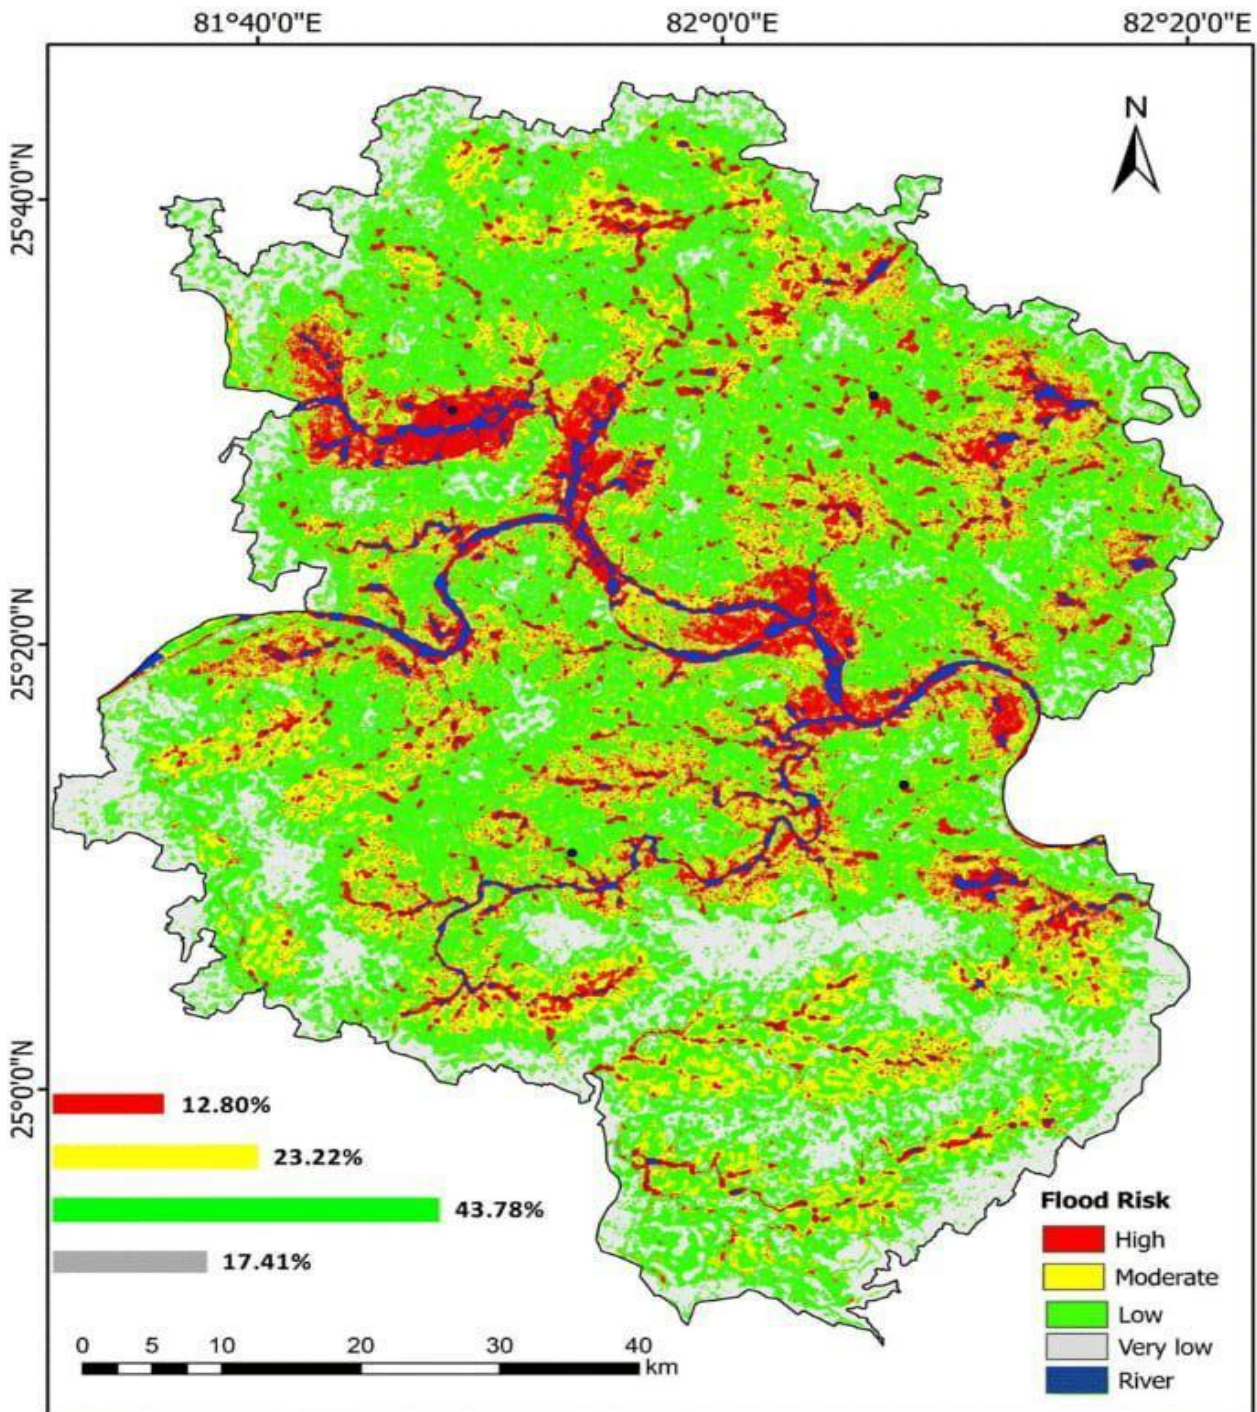 81°40'0"E
82°0'0"E
82°20'0"E
N
25°40'0"N
25°20'0"N
25°0'0"N
12.80%
23.22%
43.78%
17.41%
Flood Risk
High
Moderate
Low
Very low
River
0 5 10 20 30 40
km